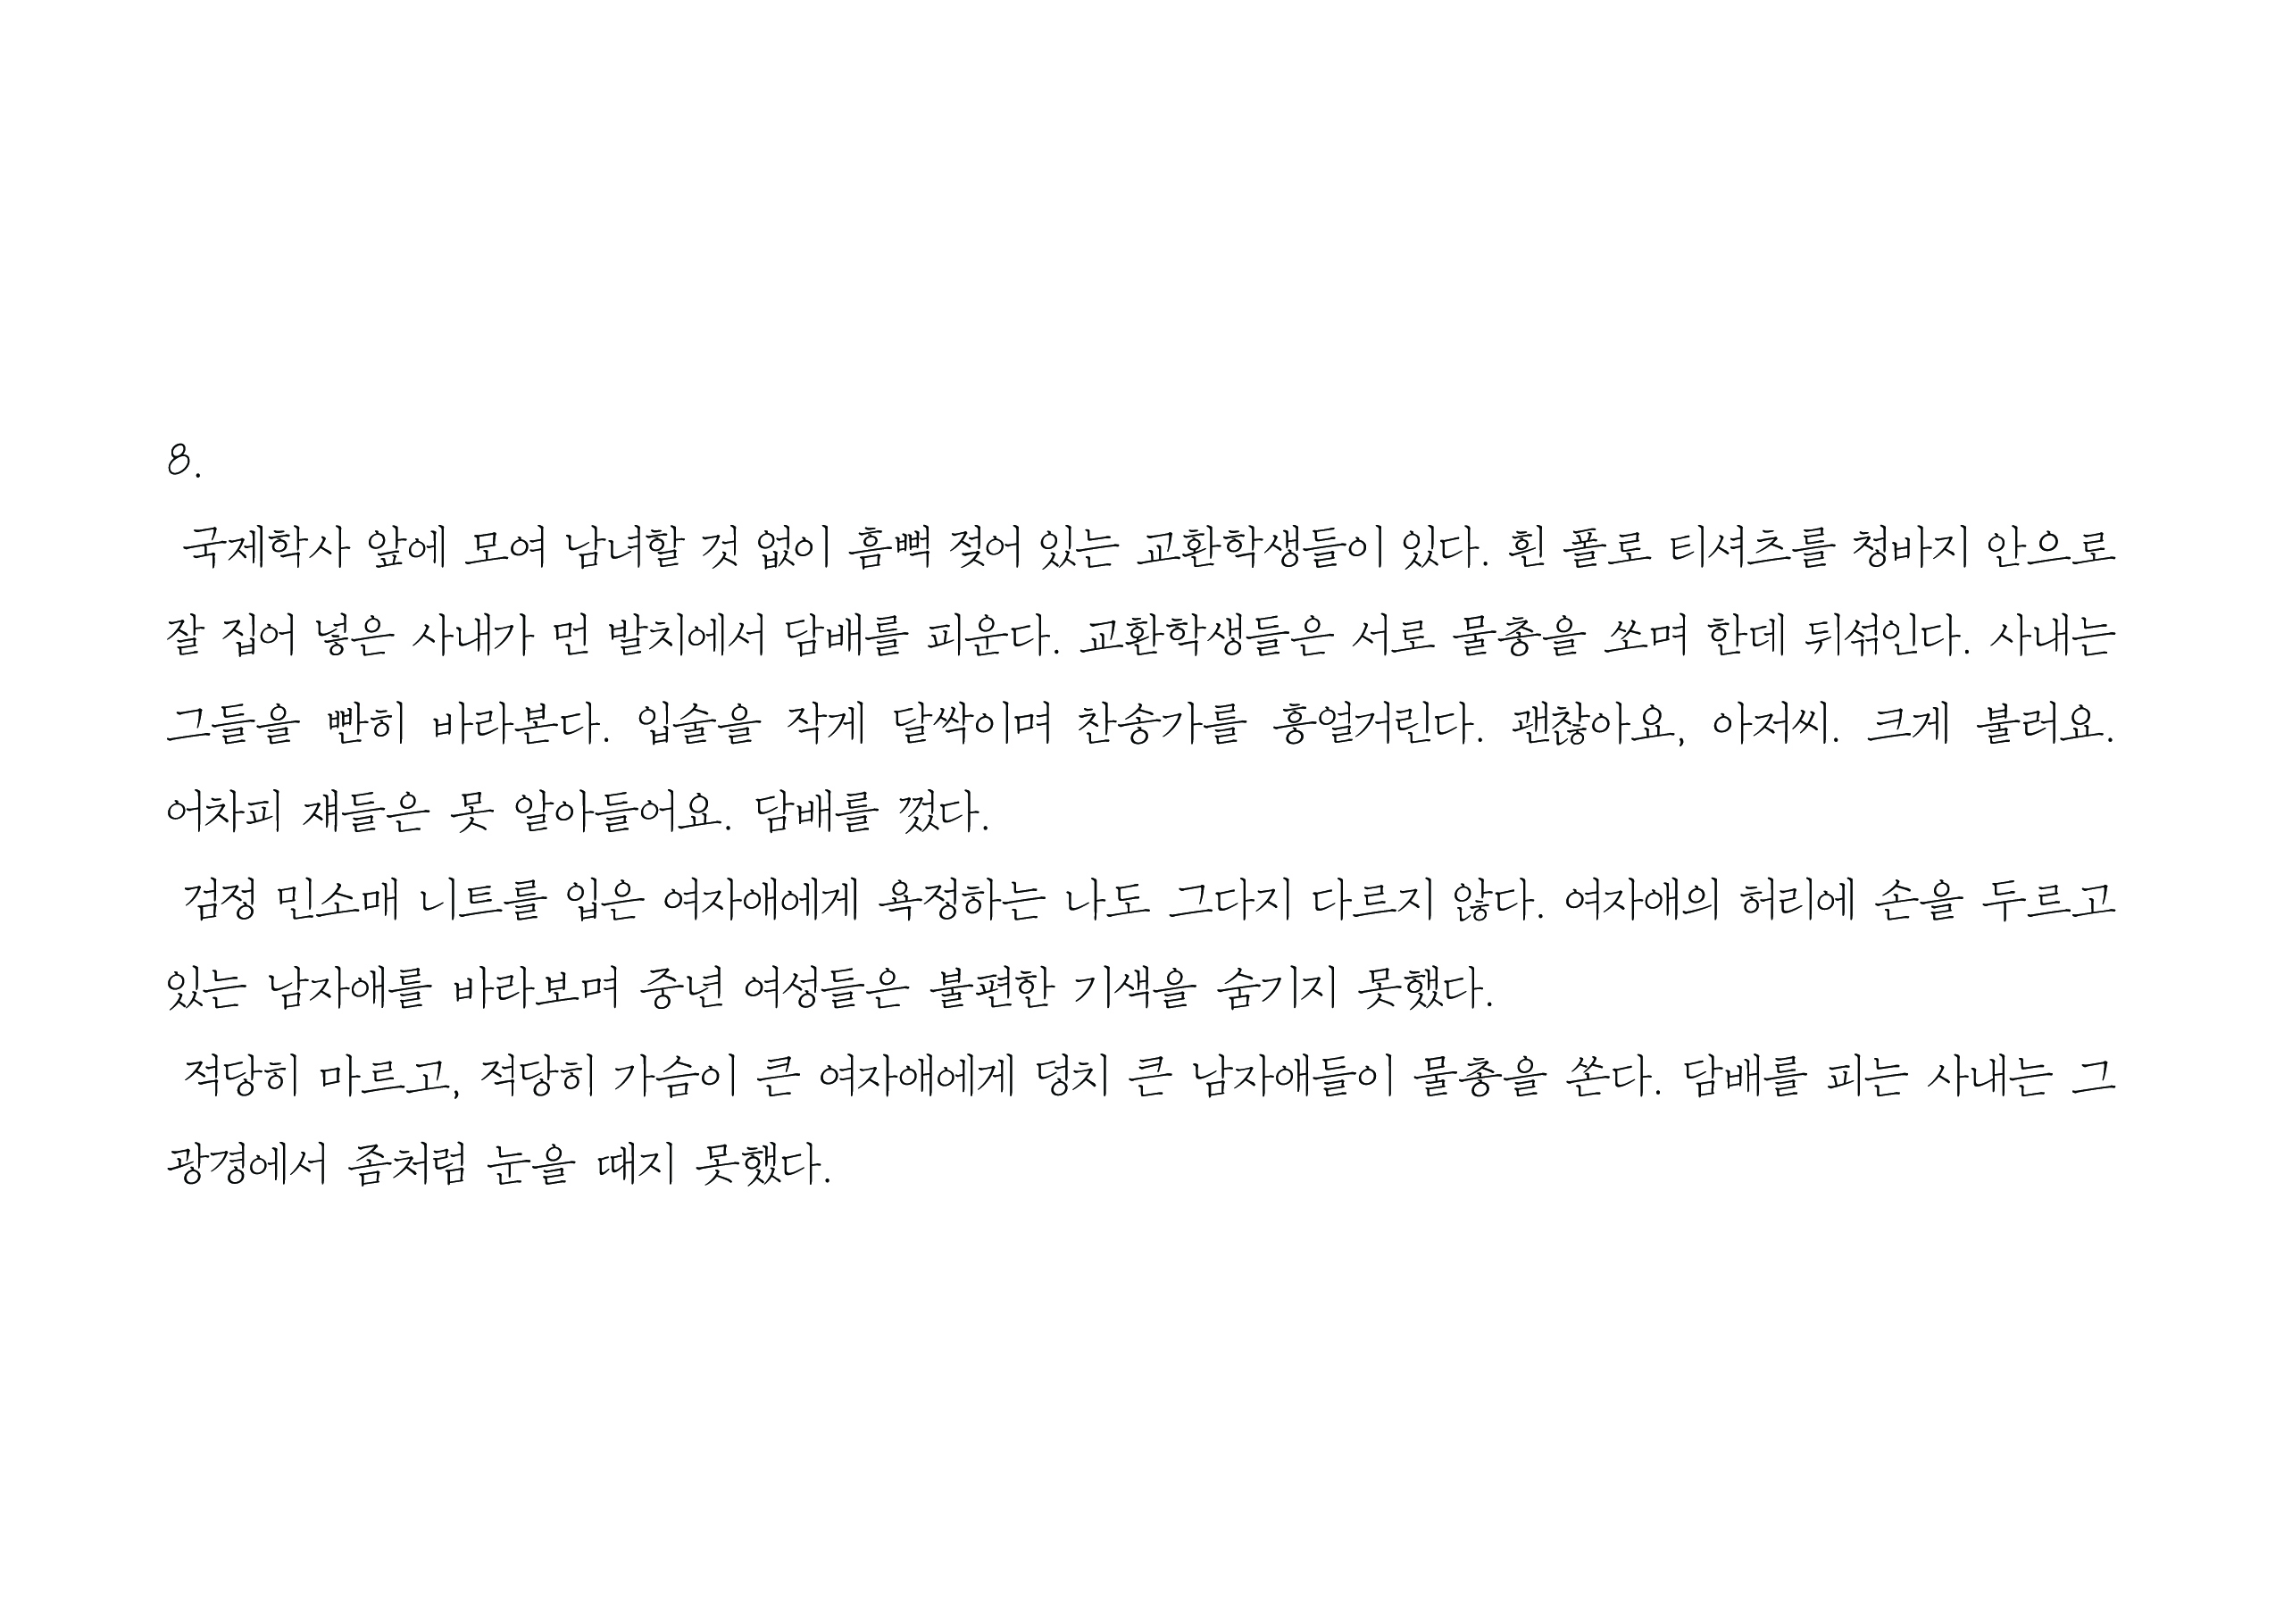 8.
국제학사 앞에 모여 남녀할 것 없이 흠뻑 젖어 있는 교환학생들이 있다. 흰 폴로 티셔츠를 청바지 안으로
잘 집어 넣은 사내가 먼 발치에서 담배를 피운다. 교환학생들은 서로 물총을 쏘며 한데 뒤섞인다. 사내는
그들을 빤히 바라본다. 입술을 작게 달싹이며 찬송가를 흥얼거린다. 괜찮아요, 아저씨. 크게 불러요.
어차피 쟤들은 못 알아들어요. 담배를 껐다.
검정 민소매 니트를 입은 여자애에게 욕정하는 나도 그다지 다르지 않다. 여자애의 허리에 손을 두르고
있는 남자애를 바라보며 중년 여성들은 불편한 기색을 숨기지 못했다.
적당히 마르고, 적당히 가슴이 큰 여자애에게 덩치 큰 남자애들이 물총을 쏜다. 담배를 피는 사내는 그
광경에서 좀처럼 눈을 때지 못했다.